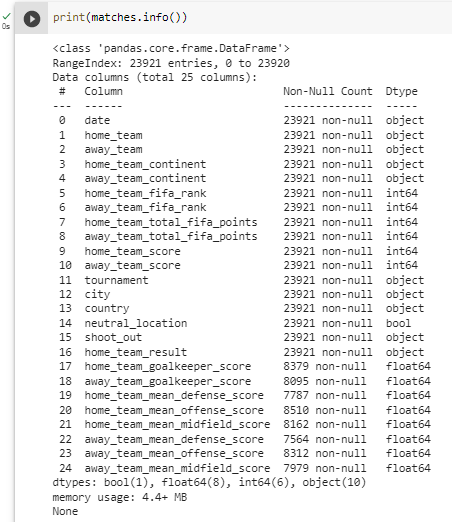 print(matches.info())
0s
<class 'pandas.core.frame.DataFrame'>
RangeIndex: 23921 entries, 0 to 23920
Data columns (total 25 columns):
 #   Column                         Non-Null Count  Dtype
---  ------                         --------------  -----
 0   date                           23921 non-null  object
 1   home_team                      23921 non-null  object
 2   away_team                      23921 non-null  object
 3   home_team_continent            23921 non-null  object
 4   away_team_continent            23921 non-null  object
 5   home_team_fifa_rank            23921 non-null  int64
 6   away_team_fifa_rank            23921 non-null  int64
 7   home_team_total_fifa_points    23921 non-null  int64
 8   away_team_total_fifa_points    23921 non-null  int64
 9   home_team_score                23921 non-null  int64
 10  away_team_score                23921 non-null  int64
 11  tournament                     23921 non-null  object
 12  city                           23921 non-null  object
 13  country                        23921 non-null  object
 14  neutral_location               23921 non-null  bool
 15  shoot_out                      23921 non-null  object
 16  home_team_result               23921 non-null  object
 17  home_team_goalkeeper_score     8379 non-null   float64
 18  away_team_goalkeeper_score     8095 non-null   float64
 19  home_team_mean_defense_score   7787 non-null   float64
 20  home_team_mean_offense_score   8510 non-null   float64
 21  home_team_mean_midfield_score  8162 non-null   float64
 22  away_team_mean_defense_score   7564 non-null   float64
 23  away_team_mean_offense_score   8312 non-null   float64
 24  away_team_mean_midfield_score  7979 non-null   float64
dtypes: bool(1), float64(8), int64(6), object(10)
memory usage: 4.4+ MB
None